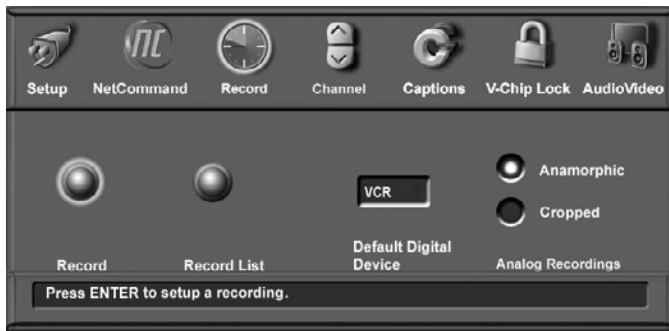 Setup NetCommand Record Channel Captions V-Chip Lock AudioVideo
Anamorphic
VCR
Cropped
Record Record List Default Digital Device Analog Recordings
Press ENTER to setup a recording.